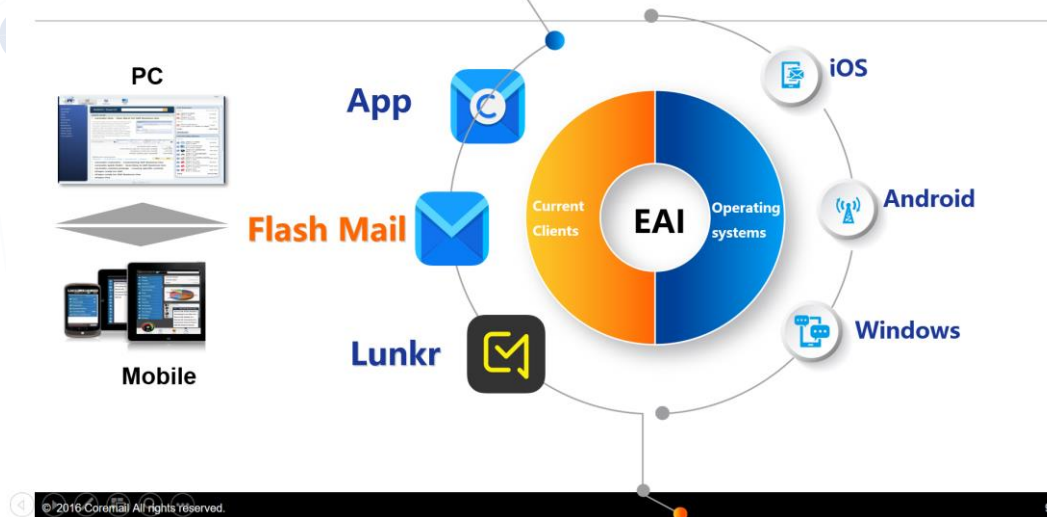 PC
Mobile
App
Flash Mail
Lunkr
Current
Clients
EAI
Operating
systems
iOS
Android
Windows
© 2016 Coremail All rights reserved.